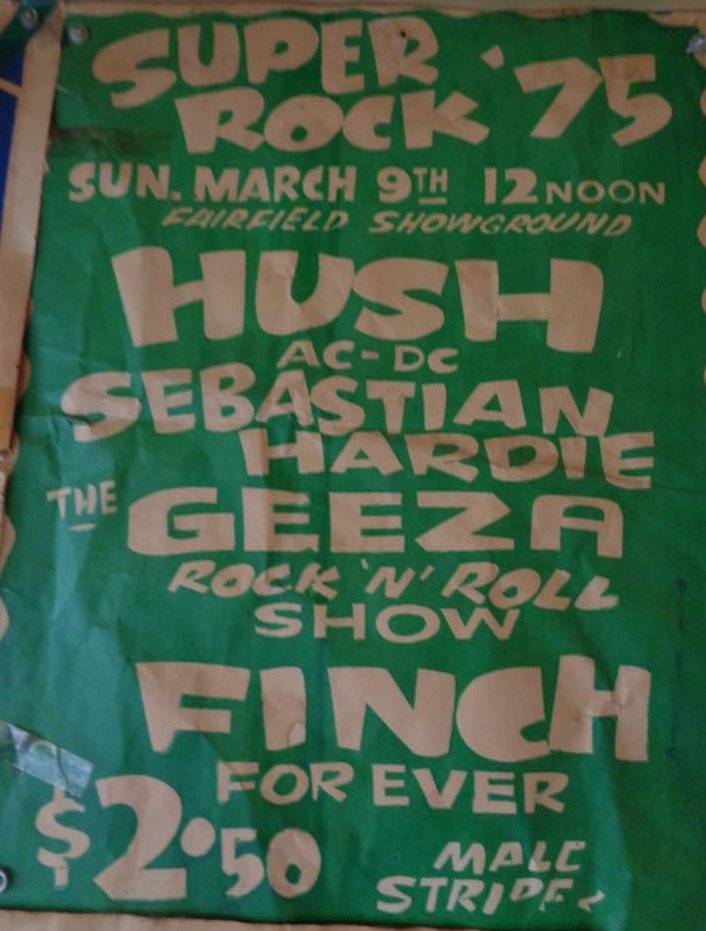 SUPER '75
ROCK
SUN. MARCH 9TH 12 NOON
FAIRFIELD SHOWGROUND
HUSH
AC-DC
SEBASTIAN
HARDIE
THE GEEZA
ROCK 'N' ROLL
SHOW
FINCH
FOR EVER
$2.50
MALE